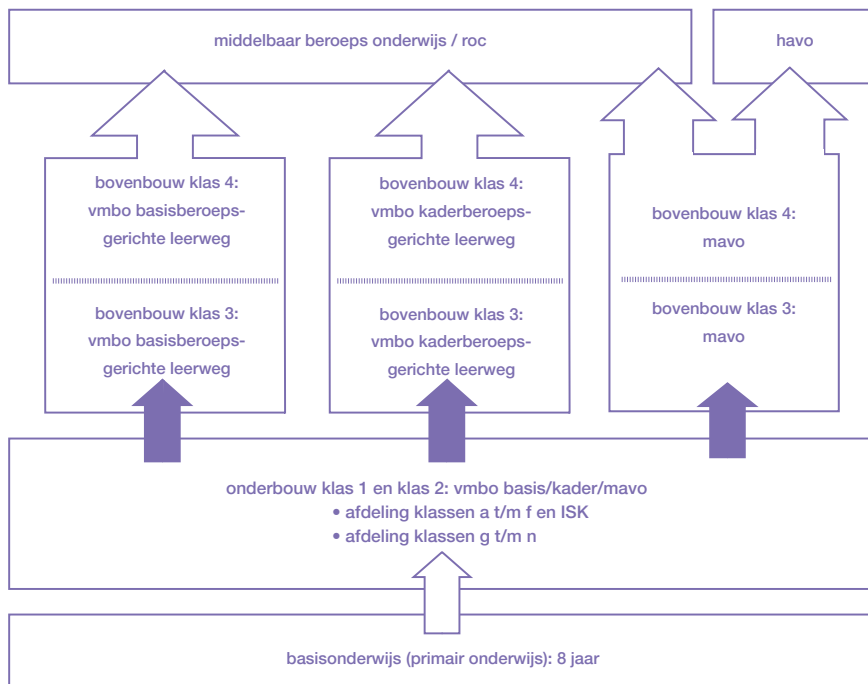 middelbaar beroeps onderwijs / roc
havo
bovenbouw klas 4:
vmbo basisberoeps-
gerichte leerweg
bovenbouw klas 4:
vmbo kaderberoeps-
gerichte leerweg
bovenbouw klas 4:
mavo
bovenbouw klas 3:
vmbo basisberoeps-
gerichte leerweg
bovenbouw klas 3:
vmbo kaderberoeps-
gerichte leerweg
bovenbouw klas 3:
mavo
onderbouw klas 1 en klas 2: vmbo basis/kader/mavo
• afdeling klassen a t/m f en ISK
• afdeling klassen g t/m n
basisonderwijs (primair onderwijs): 8 jaar